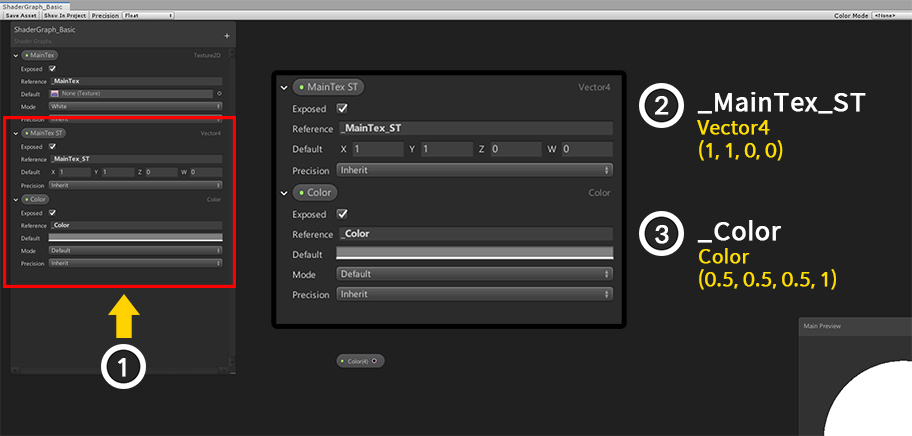 ShaderGraph_Basic
Save Asset Show In Project Precision Float Color Mode <None>
ShaderGraph_Basic +
Shader Graphs
MainTex Texture2D
Exposed
Reference _MainTex
Default None (Texture)
Mode White
Precision Inherit
MainTex ST Vector4
Exposed
Reference _MainTex_ST
Default X 1 Y 1 Z 0 W 0
Precision Inherit
Color Color
Exposed
Reference _Color
Default
Mode Default
Precision Inherit
1
MainTex ST Vector4
Exposed
Reference _MainTex_ST
Default X 1 Y 1 Z 0 W 0
Precision Inherit
Color Color
Exposed
Reference _Color
Default
Mode Default
Precision Inherit
2 _MainTex_ST
Vector4
(1, 1, 0, 0)
3 _Color
Color
(0.5, 0.5, 0.5, 1)
Color(4)
Main Preview